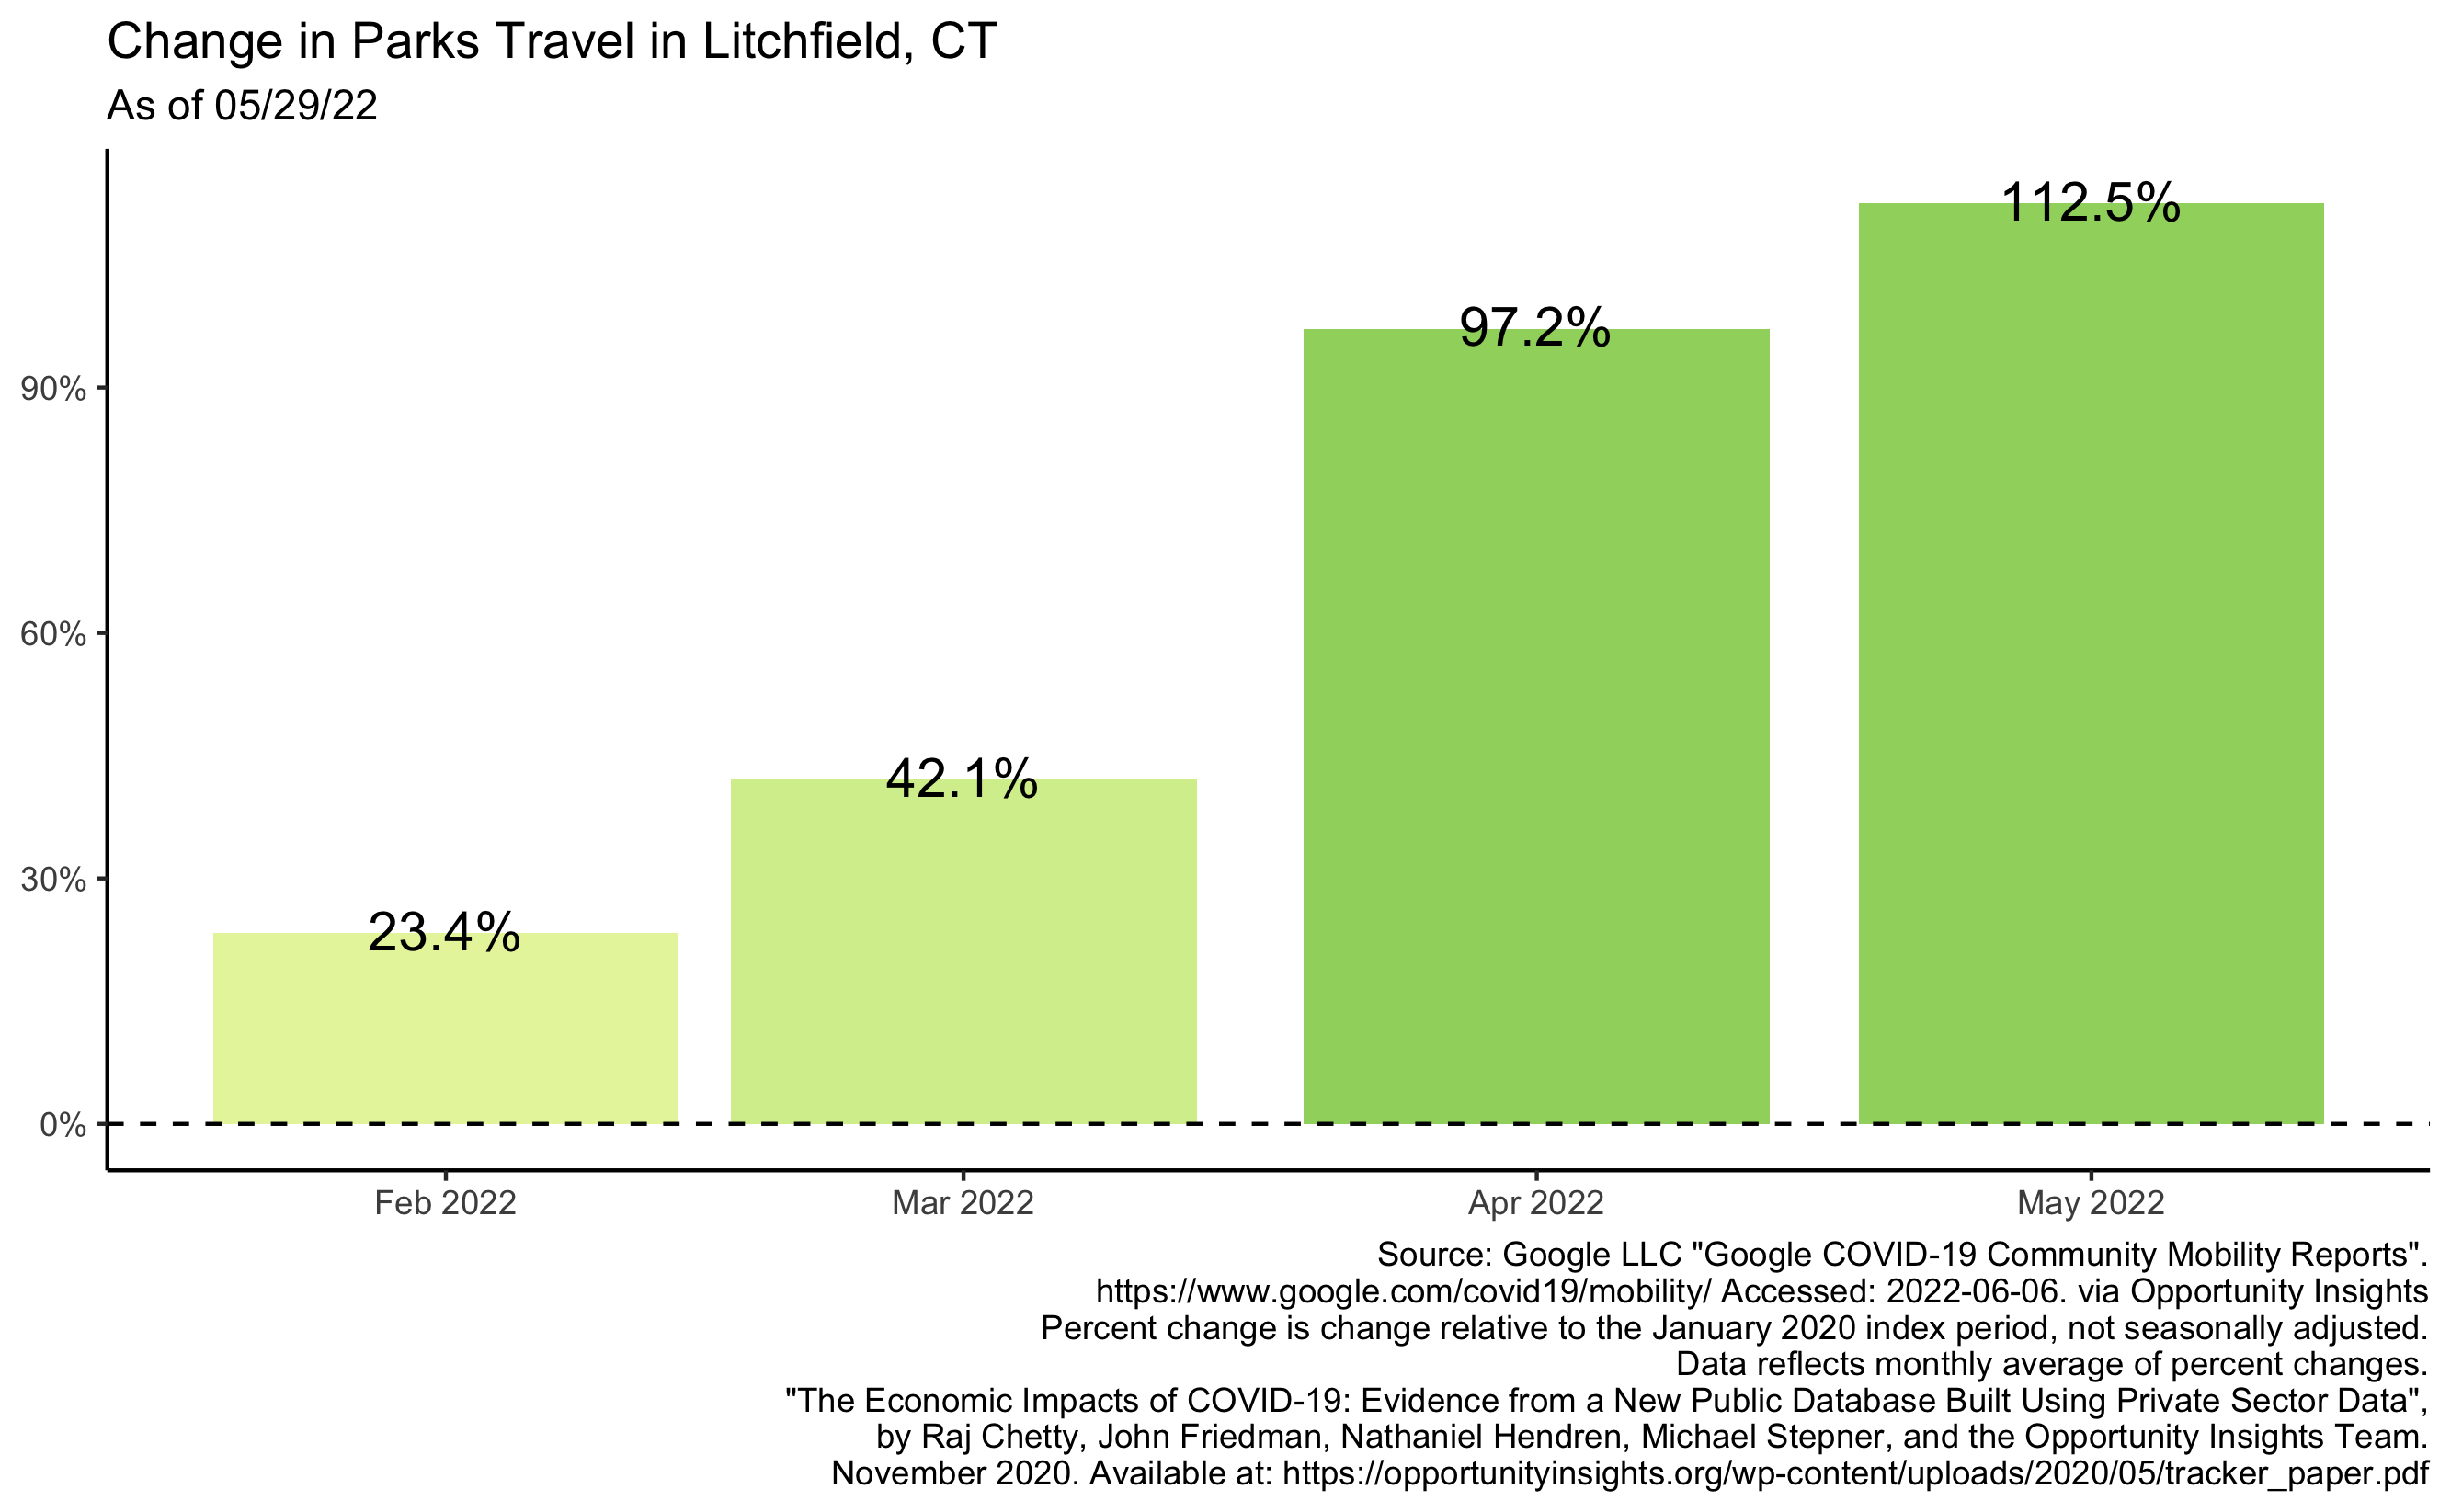 Change in Parks Travel in Litchfield, CT
As of 05/29/22
112.5%
97.2%
90%
60%
42.1%
30%
23.4%
0%
Feb 2022 Mar 2022 Apr 2022 May 2022
Source: Google LLC "Google COVID-19 Community Mobility Reports".
https://www.google.com/covid19/mobility/ Accessed: 2022-06-06. via Opportunity Insights
Percent change is change relative to the January 2020 index period, not seasonally adjusted.
Data reflects monthly average of percent changes.
"The Economic Impacts of COVID-19: Evidence from a New Public Database Built Using Private Sector Data",
by Raj Chetty, John Friedman, Nathaniel Hendren, Michael Stepner, and the Opportunity Insights Team.
November 2020. Available at: https://opportunityinsights.org/wp-content/uploads/2020/05/tracker_paper.pdf